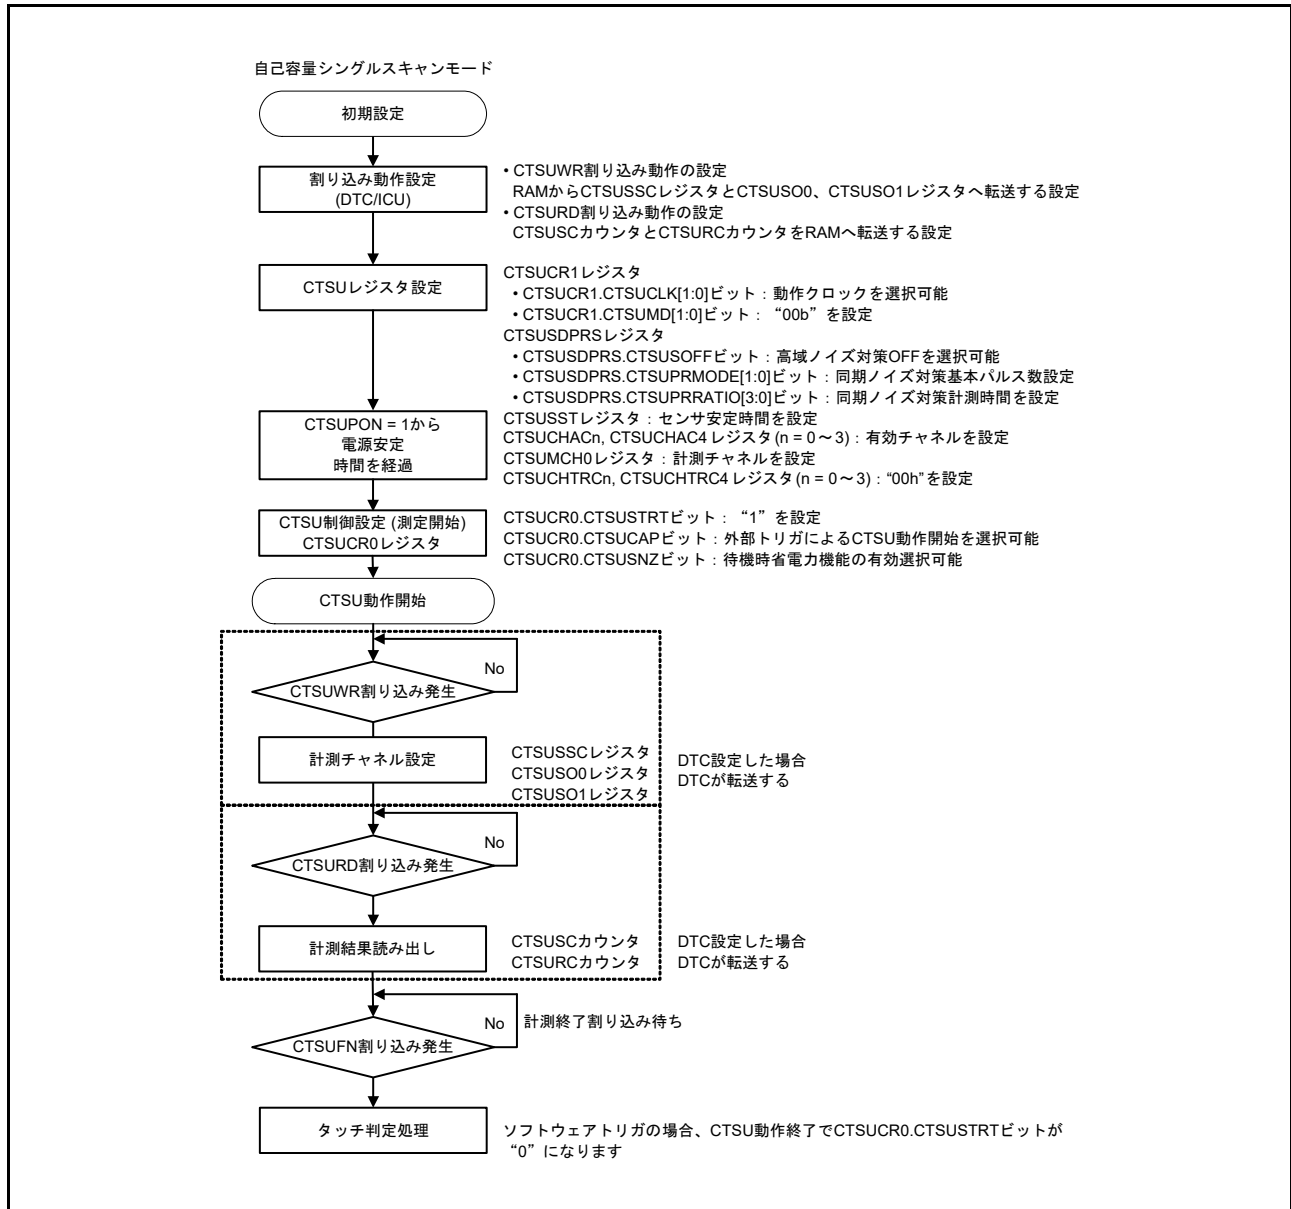 自己容量シングルスキャンモード
初期設定
割り込み動作設定
(DTC/ICU)
• CTSUWR割り込み動作の設定
RAMからCTSUSSCレジスタとCTSUSO0、CTSUSO1レジスタへ転送する設定
• CTSURD割り込み動作の設定
CTSUSCカウンタとCTSURCカウンタをRAMへ転送する設定
CTSUレジスタ設定
CTSUCR1レジスタ
• CTSUCR1.CTSUCLK[1:0]ビット：動作クロックを選択可能
• CTSUCR1.CTSUMD[1:0]ビット： “00b” を設定
CTSUSDPRSレジスタ
• CTSUSDPRS.CTSUSOFFビット：高域ノイズ対策OFFを選択可能
• CTSUSDPRS.CTSUPRMODE[1:0]ビット：同期ノイズ対策基本パルス数設定
• CTSUSDPRS.CTSUPRRATIO[3:0]ビット：同期ノイズ対策計測時間を設定
CTSUSSTレジスタ：センサ安定時間を設定
CTSUCHACn, CTSUCHAC4レジスタ(n = 0～3)：有効チャネルを設定
CTSUMCH0レジスタ：計測チャネルを設定
CTSUCHTRCn, CTSUCHTRC4レジスタ(n = 0～3)：“00h”を設定
CTSUPON = 1から
電源安定
時間を経過
CTSU制御設定 (測定開始)
CTSUCR0レジスタ
CTSUCR0.CTSUSTRTビット： “1” を設定
CTSUCR0.CTSUCAPビット：外部トリガによるCTSU動作開始を選択可能
CTSUCR0.CTSUSNZビット：待機時省電力機能の有効選択可能
CTSU動作開始
No
CTSUWR割り込み発生
計測チャネル設定
CTSUSSCレジスタ
CTSUSO0レジスタ
CTSUSO1レジスタ
DTC設定した場合
DTCが転送する
No
CTSURD割り込み発生
計測結果読み出し
CTSUSCカウンタ
CTSURCカウンタ
DTC設定した場合
DTCが転送する
No
計測終了割り込み待ち
CTSUFN割り込み発生
タッチ判定処理
ソフトウェアトリガの場合、CTSU動作終了でCTSUCR0.CTSUSTRTビットが
“0” になります